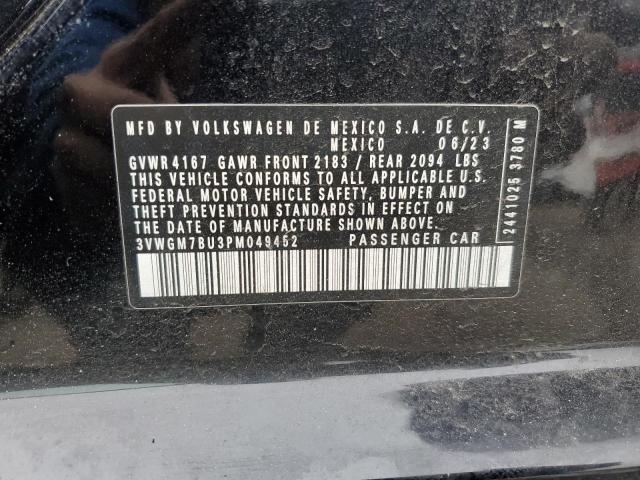 MFD BY VOLKSWAGEN DE MEXICO S.A. DE C.V.
MEXICO 06/23
GVWR 4167 GAWR FRONT 2183 / REAR 2094 LBS
THIS VEHICLE CONFORMS TO ALL APPLICABLE U.S.
FEDERAL MOTOR VEHICLE SAFETY, BUMPER AND
THEFT PREVENTION STANDARDS IN EFFECT ON
THE DATE OF MANUFACTURE SHOWN ABOVE
3VWGM7BU3PM049452 PASSENGER CAR
2441025 3780 M